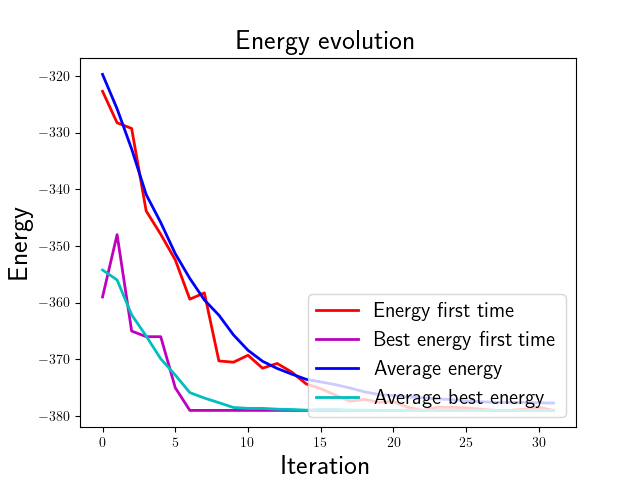 Energy evolution
Energy
−320
−330
−340
−350
−360
−370
−380
Energy first time
Best energy first time
Average energy
Average best energy
0
5
10
15
20
25
30
Iteration